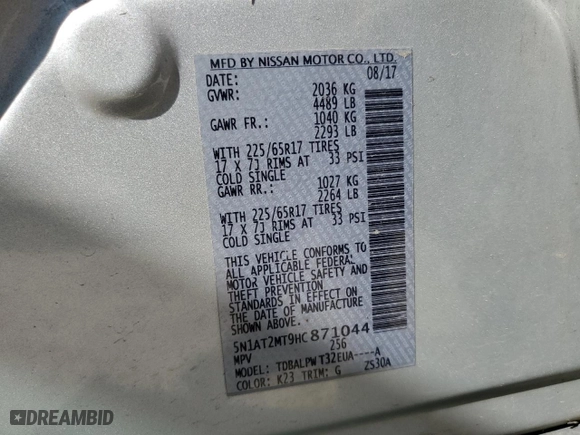 MFD BY NISSAN MOTOR CO., LTD.
DATE: 08/17
GVWR: 2036 KG
4489 LB
GAWR FR.: 1040 KG
2293 LB
WITH 225/65R17 TIRES
17 X 7J RIMS AT 33 PSI
COLD SINGLE
GAWR RR.: 1027 KG
2264 LB
WITH 225/65R17 TIRES
17 X 7J RIMS AT 33 PSI
COLD SINGLE
THIS VEHICLE CONFORMS TO
ALL APPLICABLE FEDERAL
MOTOR VEHICLE SAFETY AND
THEFT PREVENTION
STANDARDS IN EFFECT ON
THE DATE OF MANUFACTURE
SHOWN ABOVE.
5N1AT2MT9HC871044
MPV 256
MODEL: TDBALPW T32EUA----A
COLOR: K23 TRIM: G ZS30A
DREAMBID